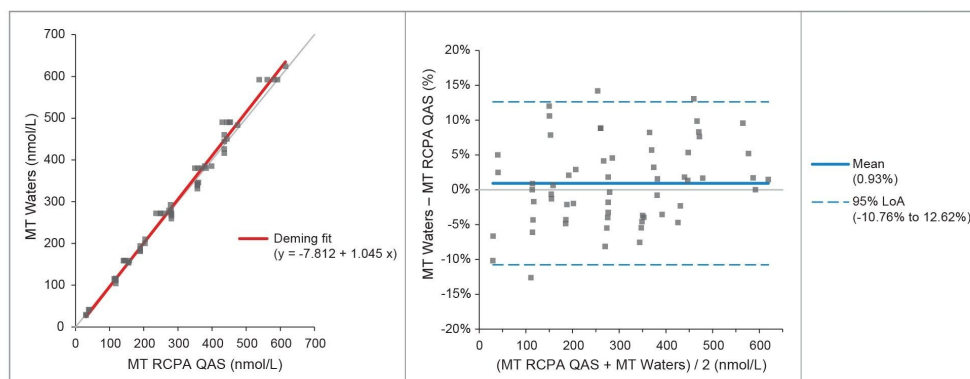 700
600
500
400
300
200
100
0
MT Waters (nmol/L)
0 100 200 300 400 500 600 700
MT RCPA QAS (nmol/L)
Deming fit
(y = -7.812 + 1.045 x)
20%
15%
10%
5%
0%
-5%
-10%
-15%
-20%
MT Waters – MT RCPA QAS (%)
0 100 200 300 400 500 600
(MT RCPA QAS + MT Waters) / 2 (nmol/L)
Mean
(0.93%)
95% LoA
(-10.76% to 12.62%)